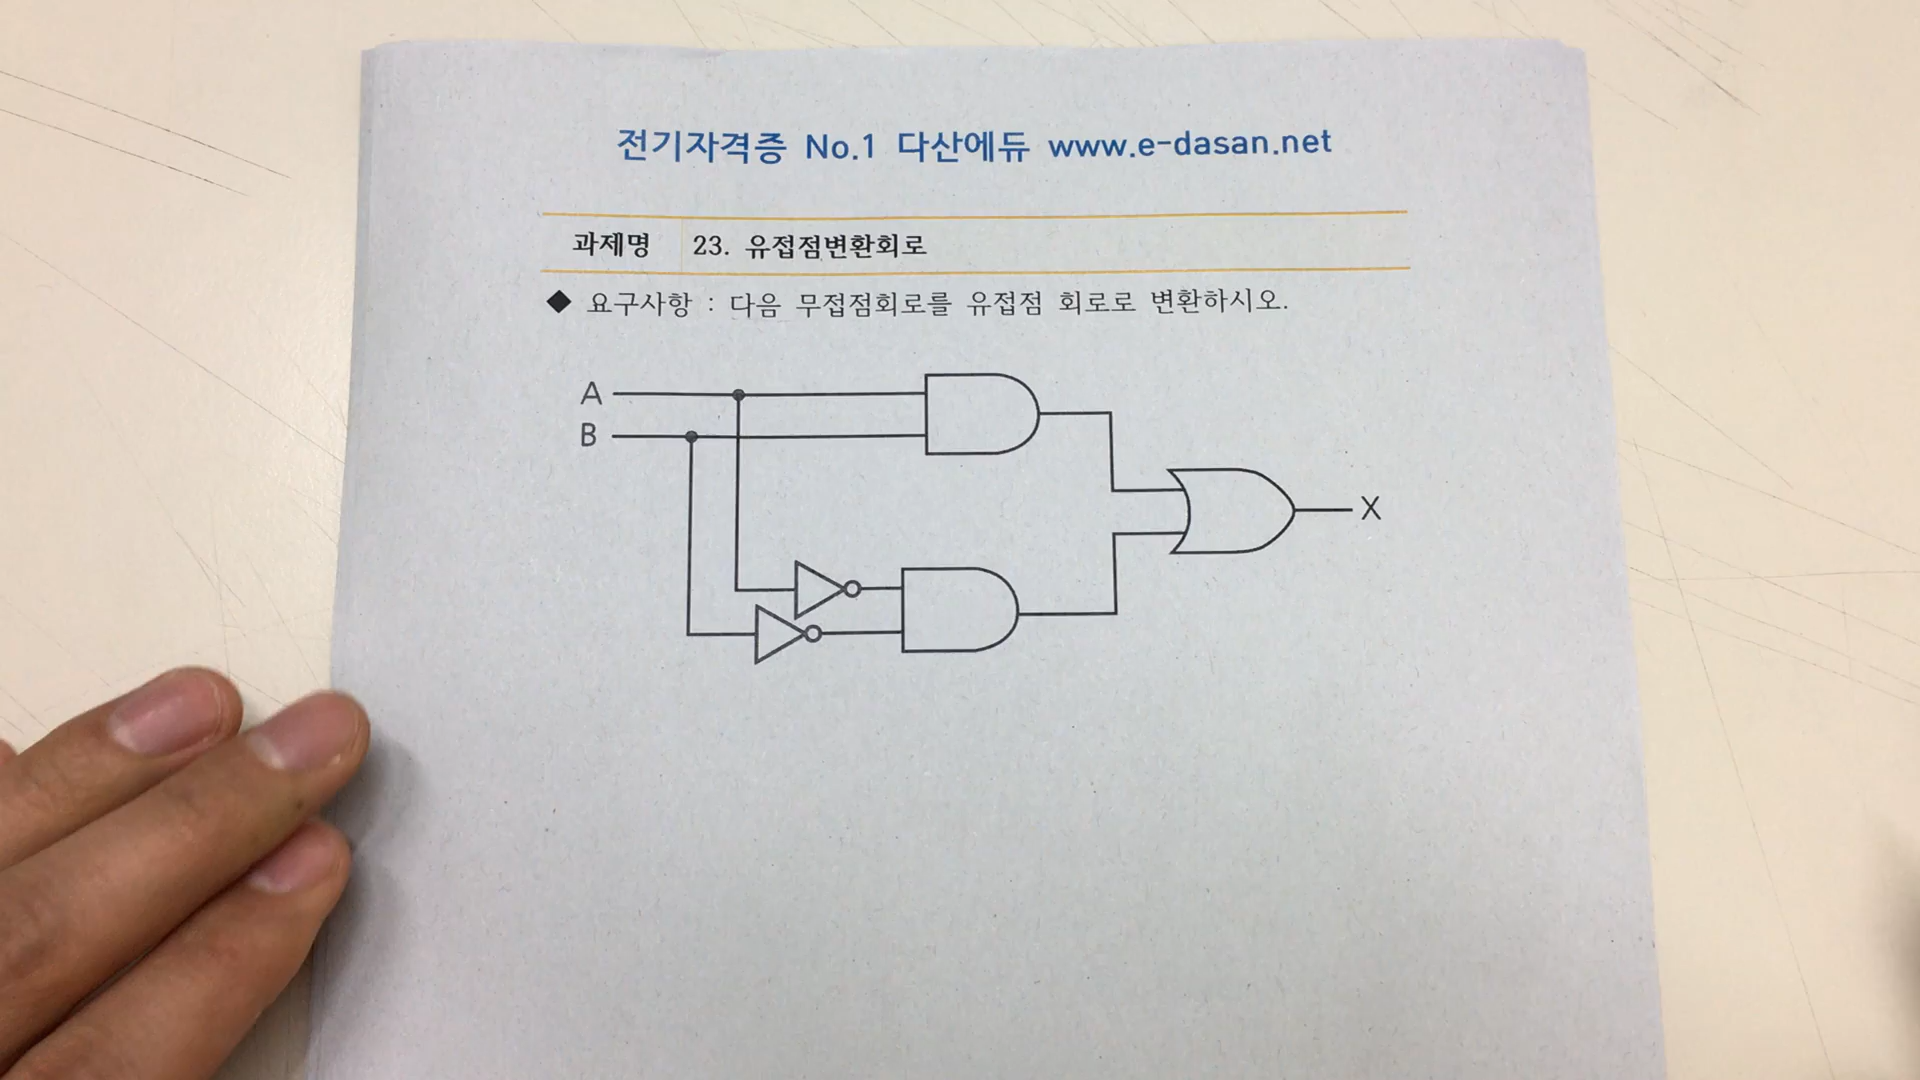 전기자격증 No.1 다산에듀 www.e-dasan.net
과제명 23. 유접점변환회로
◆ 요구사항 : 다음 무접점회로를 유접점 회로로 변환하시오.
A
B
X